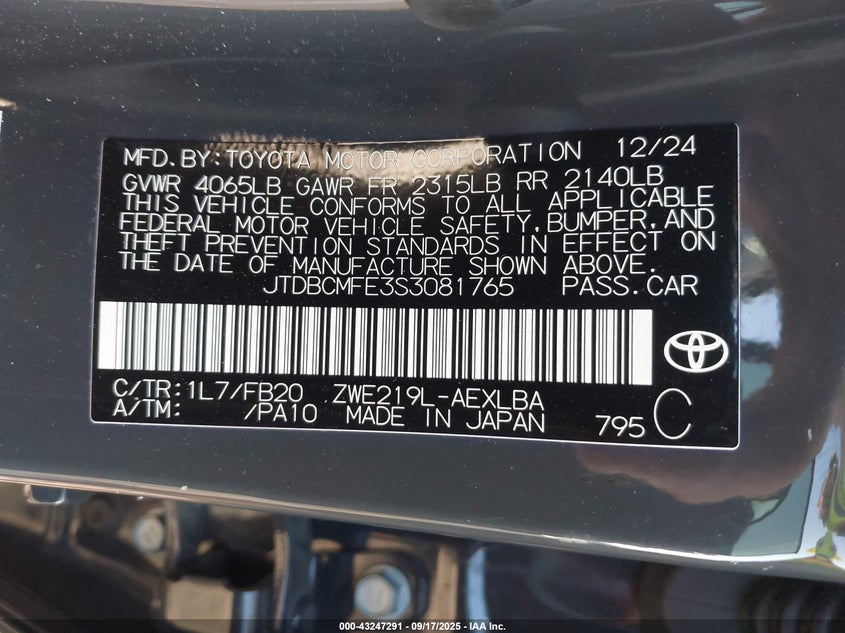 MFD. BY: TOYOTA MOTOR CORPORATION 12/24
GVWR 4065LB GAWR FR 2315LB RR 2140LB
THIS VEHICLE CONFORMS TO ALL APPLICABLE
FEDERAL MOTOR VEHICLE SAFETY, BUMPER, AND
THEFT PREVENTION STANDARDS IN EFFECT ON
THE DATE OF MANUFACTURE SHOWN ABOVE.
JTDBCMFE3S3081765 PASS.CAR
C/TR: 1L7/FB20 ZWE219L-AEXLBA
A/TM: /PA10 MADE IN JAPAN 795 C
000-43247291 - 09/17/2025 - IAA Inc.